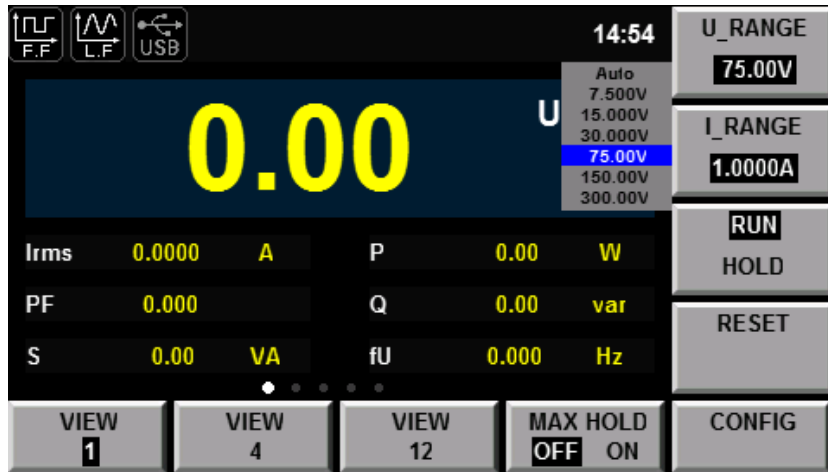 F.F L.F USB 14:54
U_RANGE
75.00V
Auto
7.500V
15.000V
30.000V
75.00V
150.00V
300.00V
0.00 U
I_RANGE
1.0000A
RUN
HOLD
Irms 0.0000 A P 0.00 W
PF 0.000 Q 0.00 var
S 0.00 VA fU 0.000 Hz
RESET
VIEW
1
VIEW
4
VIEW
12
MAX HOLD
OFF ON
CONFIG